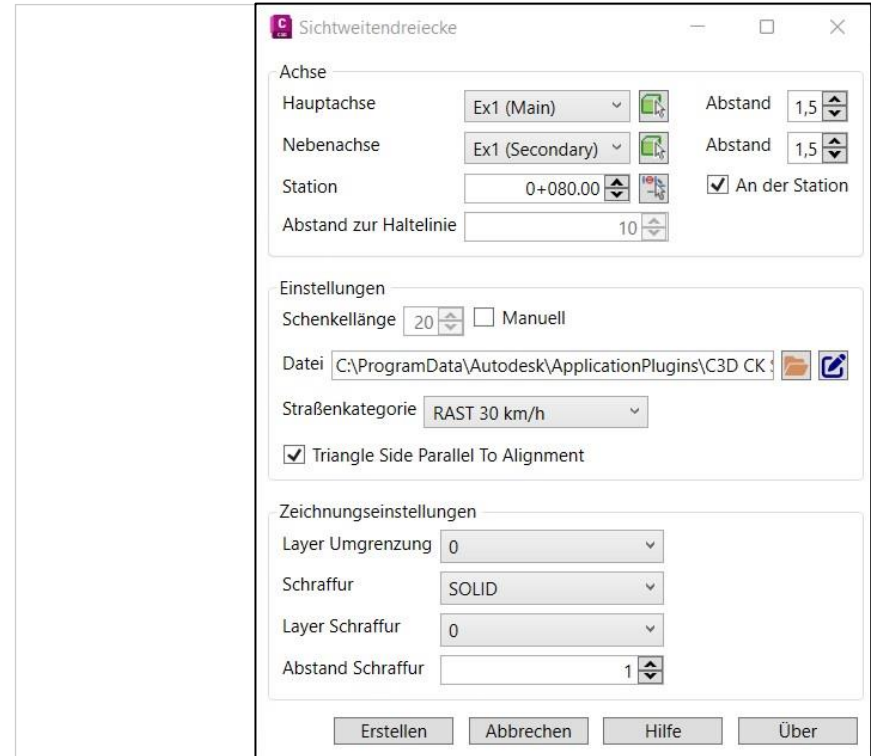 Sichtweitendreiecke
Achse
Hauptachse Ex1 (Main) Abstand 1,5
Nebenachse Ex1 (Secondary) Abstand 1,5
Station 0+080.00 An der Station
Abstand zur Haltelinie 10
Einstellungen
Schenkellänge 20 Manuell
Datei C:\ProgramData\Autodesk\ApplicationPlugins\C3D CK
Straßenkategorie RAST 30 km/h
Triangle Side Parallel To Alignment
Zeichnungseinstellungen
Layer Umgrenzung 0
Schraffur SOLID
Layer Schraffur 0
Abstand Schraffur 1
Erstellen Abbrechen Hilfe Über